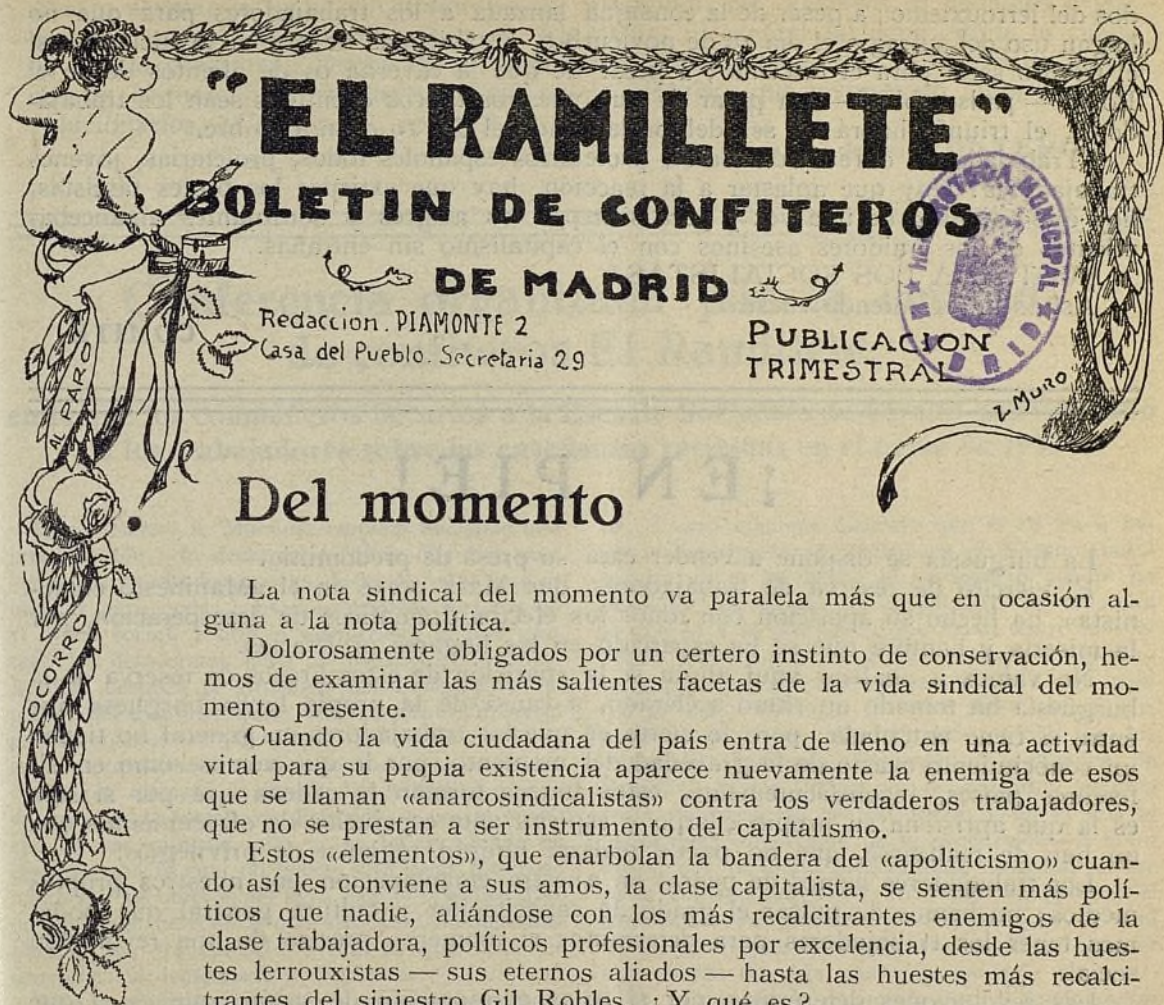 "EL RAMILLETE"
BOLETIN DE CONFITEROS
DE MADRID
Redaccion. PIAMONTE 2
Casa del Pueblo. Secretaria 29
PUBLICACION
TRIMESTRAL
HEMEROTECA MUNICIPAL
MADRID
Z. MURO
AL PARO
SOCORRO
Del momento
La nota sindical del momento va paralela más que en ocasión al-
guna a la nota política.
Dolorosamente obligados por un certero instinto de conservación, he-
mos de examinar las más salientes facetas de la vida sindical del mo-
mento presente.
Cuando la vida ciudadana del país entra de lleno en una actividad
vital para su propia existencia aparece nuevamente la enemiga de esos
que se llaman «anarcosindicalistas» contra los verdaderos trabajadores,
que no se prestan a ser instrumento del capitalismo.
Estos «elementos», que enarbolan la bandera del «apoliticismo» cuan-
do así les conviene a sus amos, la clase capitalista, se sienten más polí-
ticos que nadie, aliándose con los más recalcitrantes enemigos de la
clase trabajadora, políticos profesionales por excelencia, desde las hues-
tes lerrouxistas — sus eternos aliados — hasta las huestes más recalci-
trantes del siniestro Gil Robles. ¿Y qué es?